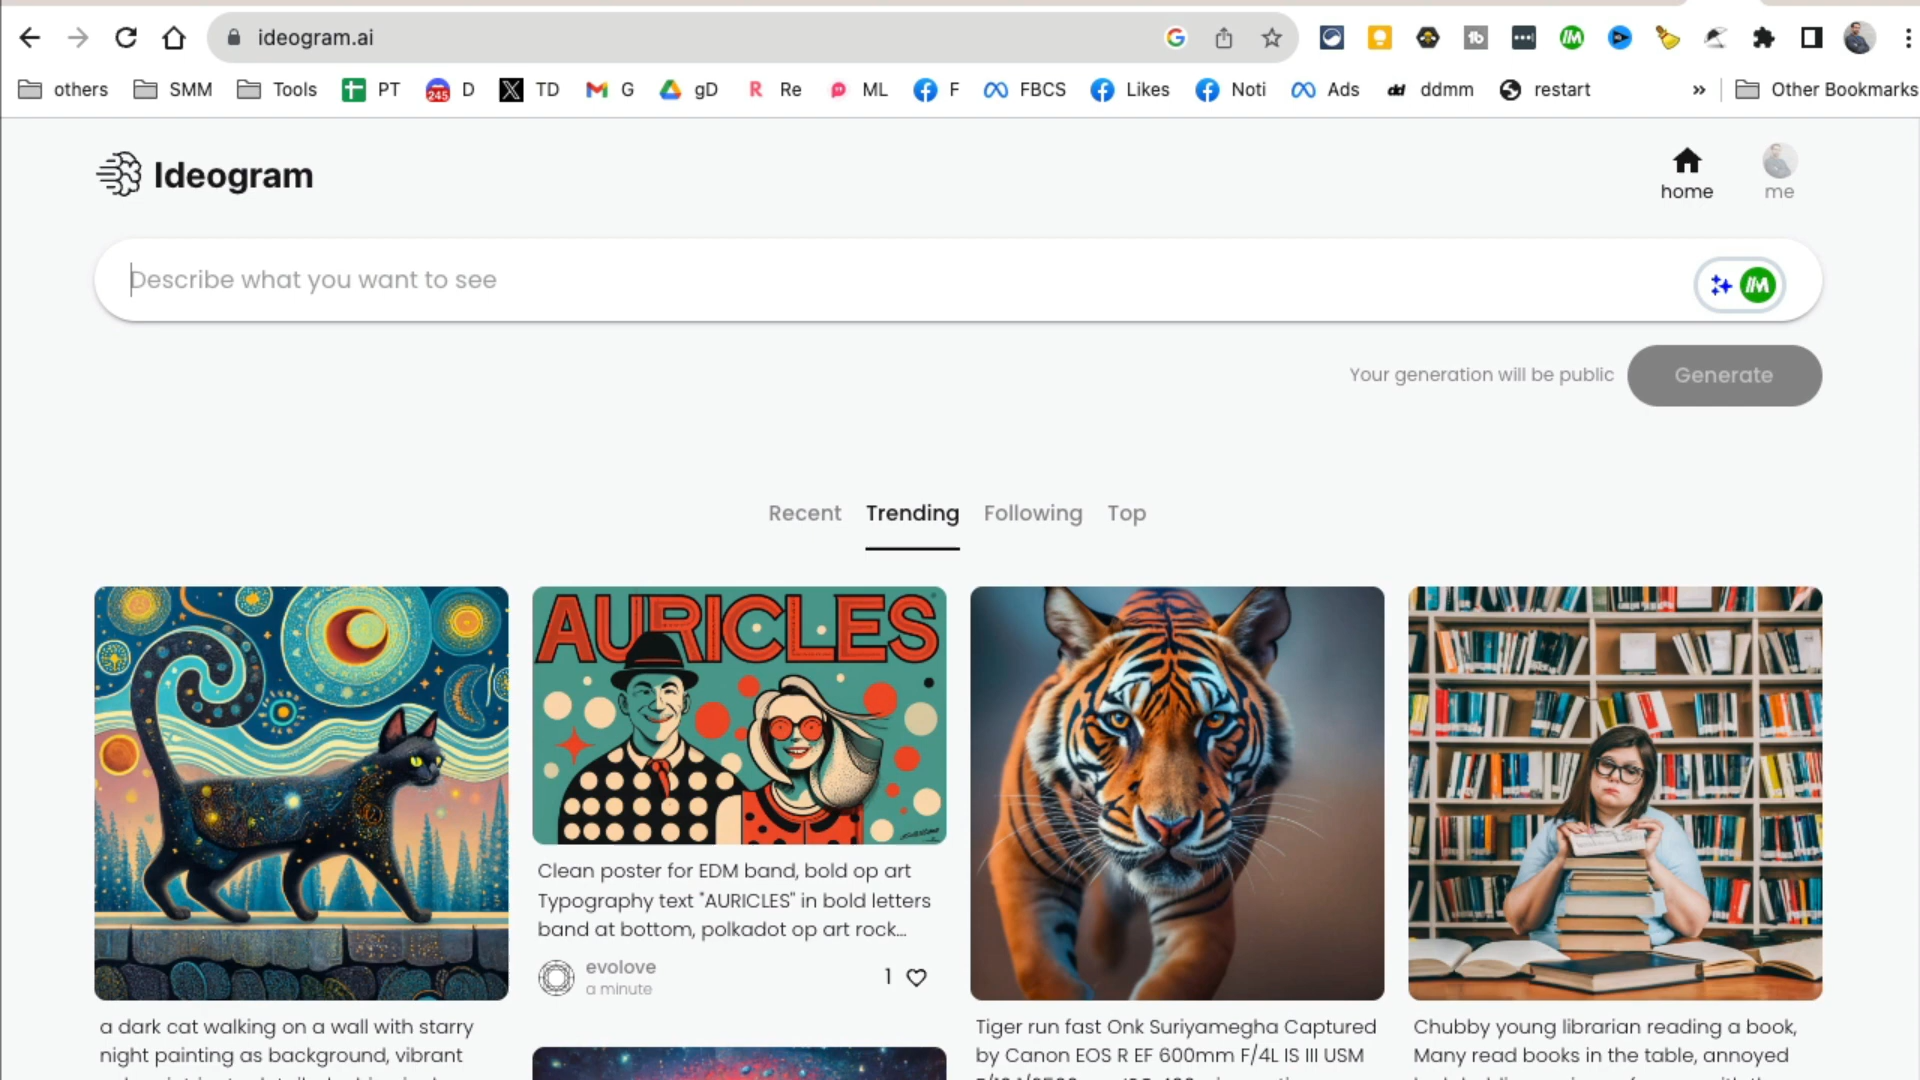 ideogram.ai
others SMM Tools PT 245 D TD G gD Re ML F FBCS Likes Noti Ads ddmm restart » Other Bookmarks
Ideogram
home me
Describe what you want to see
Your generation will be public Generate
Recent Trending Following Top
AURICLES
Clean poster for EDM band, bold op art
Typography text "AURICLES" in bold letters
band at bottom, polkadot op art rock...
evolove
a minute
1
a dark cat walking on a wall with starry
night painting as background, vibrant
Tiger run fast Onk Suriyamegha Captured
by Canon EOS R EF 600mm F/4L IS III USM
Chubby young librarian reading a book,
Many read books in the table, annoyed